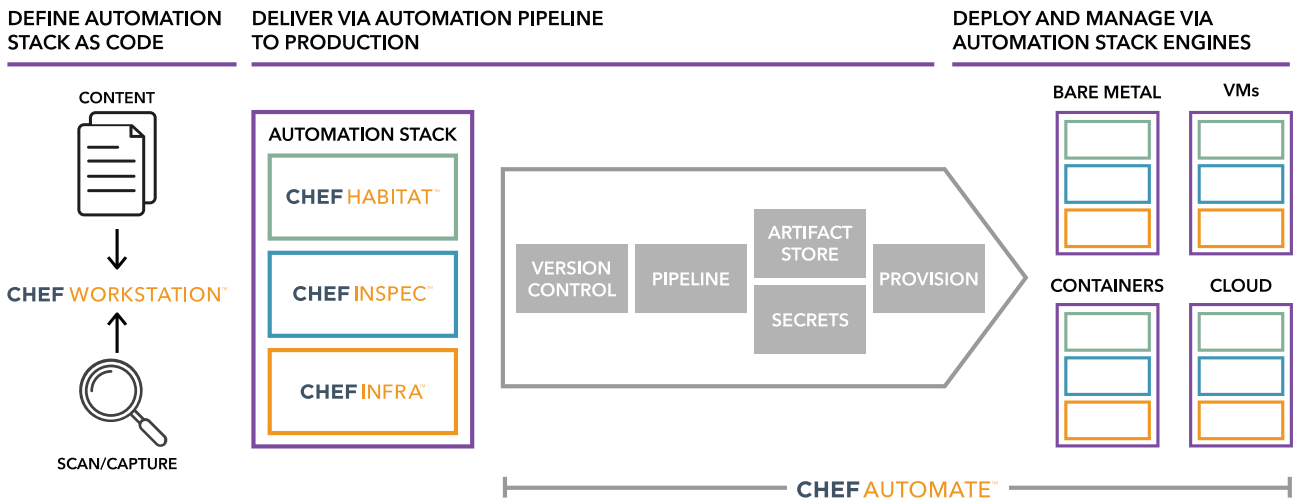 DEFINE AUTOMATION
STACK AS CODE
CONTENT
CHEF WORKSTATION™
SCAN/CAPTURE
DELIVER VIA AUTOMATION PIPELINE
TO PRODUCTION
AUTOMATION STACK
CHEF HABITAT™
CHEF INSPEC™
CHEF INFRA™
VERSION
CONTROL
PIPELINE
ARTIFACT
STORE
SECRETS
PROVISION
DEPLOY AND MANAGE VIA
AUTOMATION STACK ENGINES
BARE METAL
VMs
CONTAINERS
CLOUD
CHEF AUTOMATE™